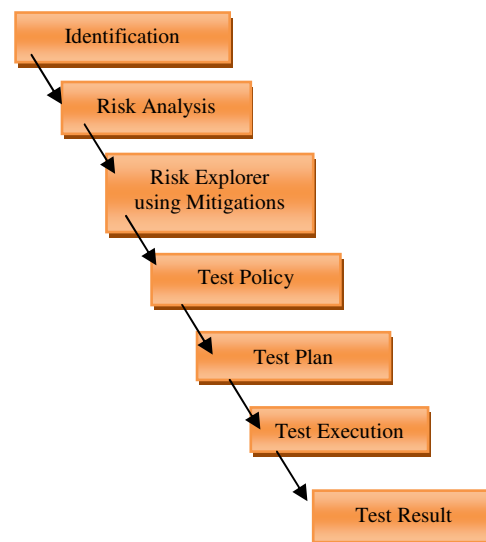 Identification
Risk Analysis
Risk Explorer
using Mitigations
Test Policy
Test Plan
Test Execution
Test Result